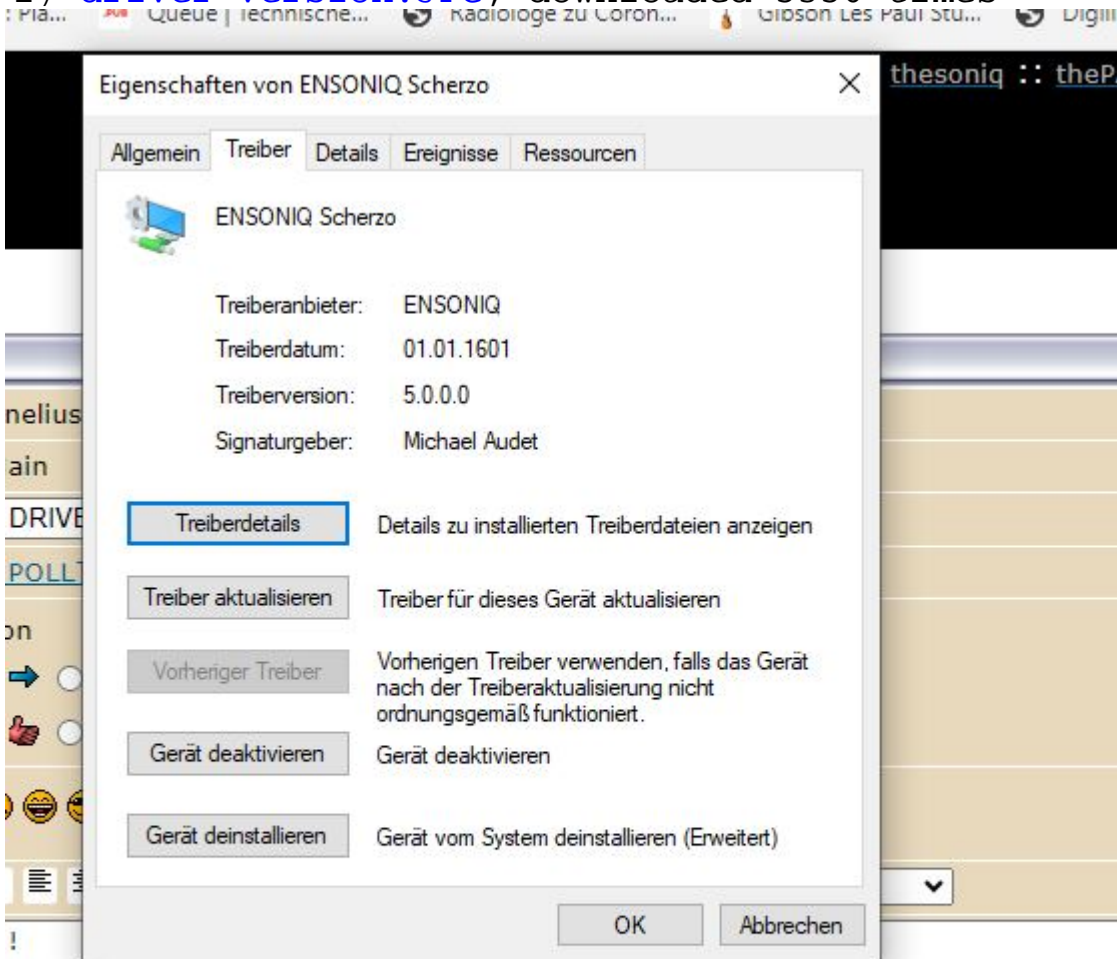 Queue | Technische...
Radiologe zu Coron...
Gibson Les Paul Stu...
Eigenschaften von ENSONIQ Scherzo
thesoniq :: theP
Allgemein Treiber Details Ereignisse Ressourcen
ENSONIQ Scherzo
Treiberanbieter: ENSONIQ
Treiberdatum: 01.01.1601
Treiberversion: 5.0.0.0
Signaturgeber: Michael Audet
nelius
ain
DRIVE
POLL
on
Treiberdetails Details zu installierten Treiberdateien anzeigen
Treiber aktualisieren Treiber für dieses Gerät aktualisieren
Vorheriger Treiber Vorherigen Treiber verwenden, falls das Gerät
nach der Treiberaktualisierung nicht
ordnungsgemäß funktioniert.
Gerät deaktivieren Gerät deaktivieren
Gerät deinstallieren Gerät vom System deinstallieren (Erweitert)
OK Abbrechen
!